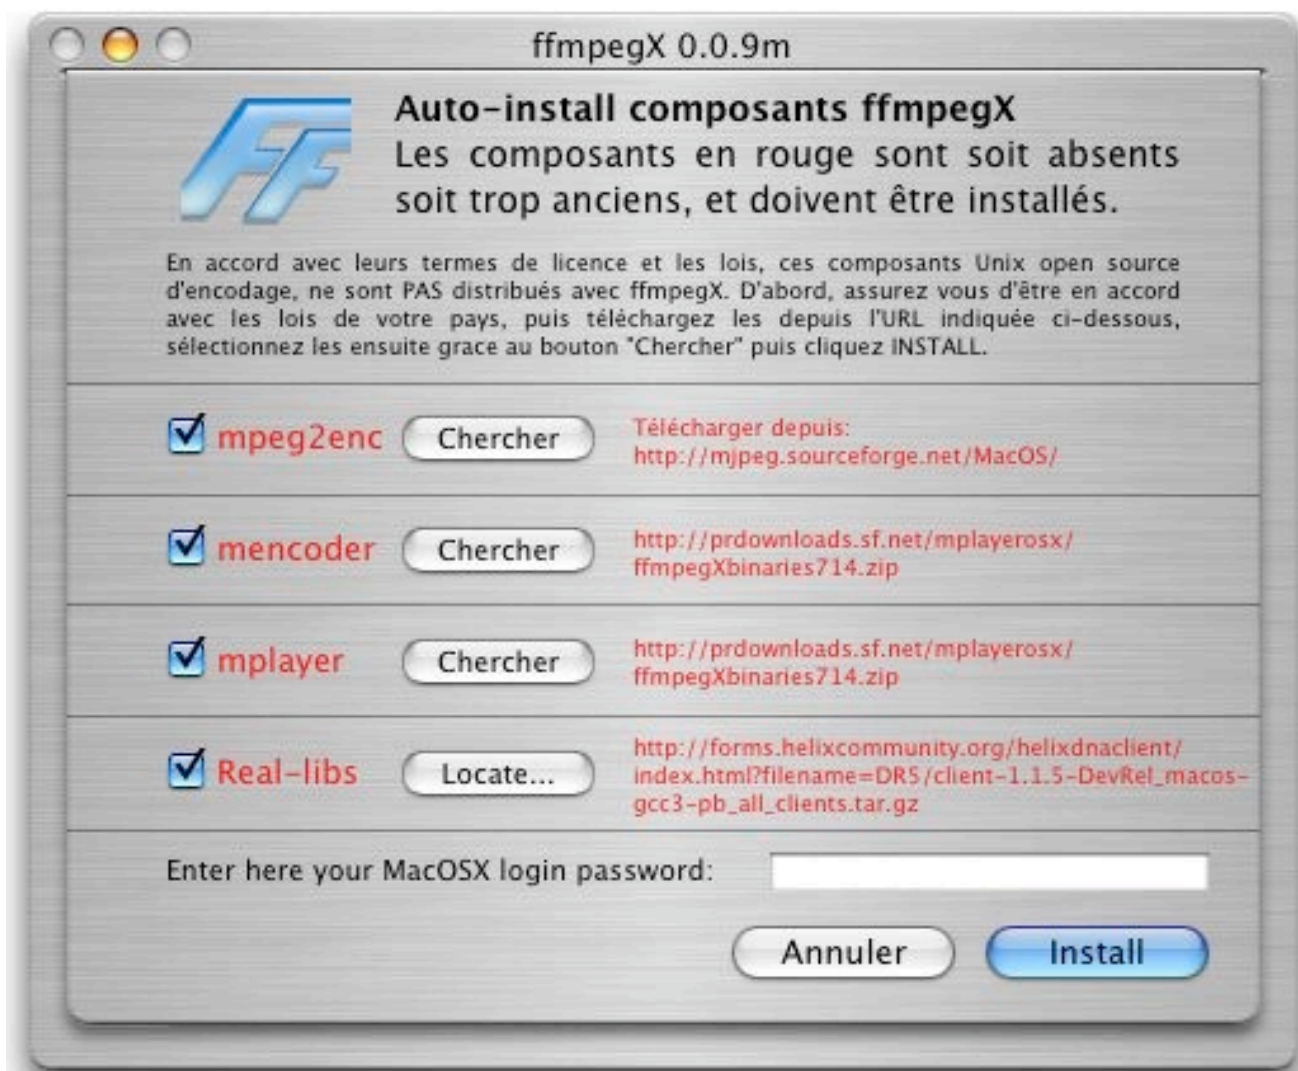 ffmpegX 0.0.9m
FF
Auto-install composants ffmpegX
Les composants en rouge sont soit absents
soit trop anciens, et doivent être installés.
En accord avec leurs termes de licence et les lois, ces composants Unix open source
d'encodage, ne sont PAS distribués avec ffmpegX. D'abord, assurez vous d'être en accord
avec les lois de votre pays, puis téléchargez les depuis l'URL indiquée ci-dessous,
sélectionnez les ensuite grace au bouton "Chercher" puis cliquez INSTALL.
mpeg2enc
Chercher
Télécharger depuis:
http://mjpeg.sourceforge.net/MacOS/
mencoder
Chercher
http://prdownloads.sf.net/mplayerosx/
ffmpegXbinaries714.zip
mplayer
Chercher
http://prdownloads.sf.net/mplayerosx/
ffmpegXbinaries714.zip
Real-libs
Locate...
http://forms.helixcommunity.org/helixdnaclient/
index.html?filename=DR5/client-1.1.5-DevRel_macos-
gcc3-pb_all_clients.tar.gz
Enter here your MacOSX login password:
Annuler
Install